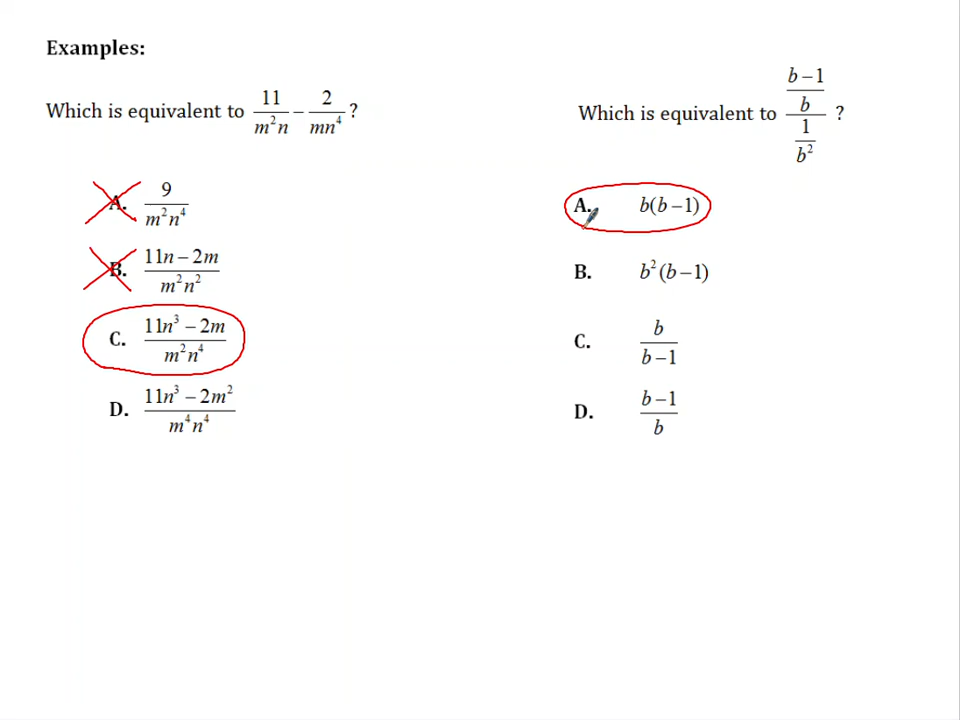 Examples:
Which is equivalent to 11/(m²n) − 2/(mn⁴) ?
A. 9/(m²n⁴)
B. (11n − 2m)/(m²n²)
C. (11n³ − 2m)/(m²n⁴)
D. (11n³ − 2m²)/(m⁴n⁴)
Which is equivalent to ((b − 1)/b)/(1/b²) ?
A. b(b − 1)
B. b²(b − 1)
C. b/(b − 1)
D. (b − 1)/b